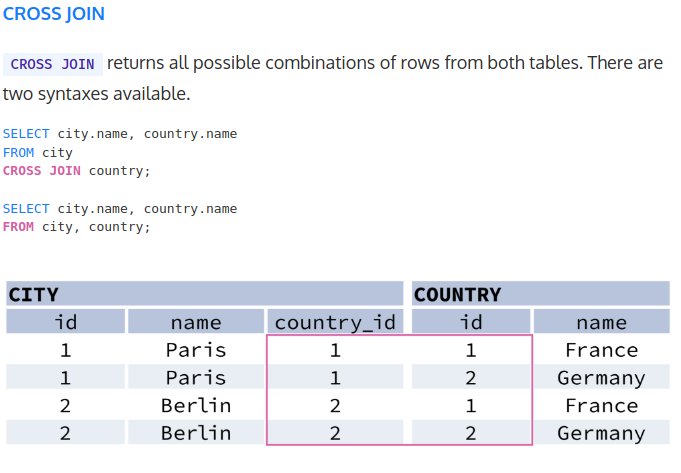 CROSS JOIN
CROSS JOIN returns all possible combinations of rows from both tables. There are
two syntaxes available.
SELECT city.name, country.name
FROM city
CROSS JOIN country;
SELECT city.name, country.name
FROM city, country;
CITY COUNTRY
id name country_id id name
1 Paris 1 1 France
1 Paris 1 2 Germany
2 Berlin 2 1 France
2 Berlin 2 2 Germany